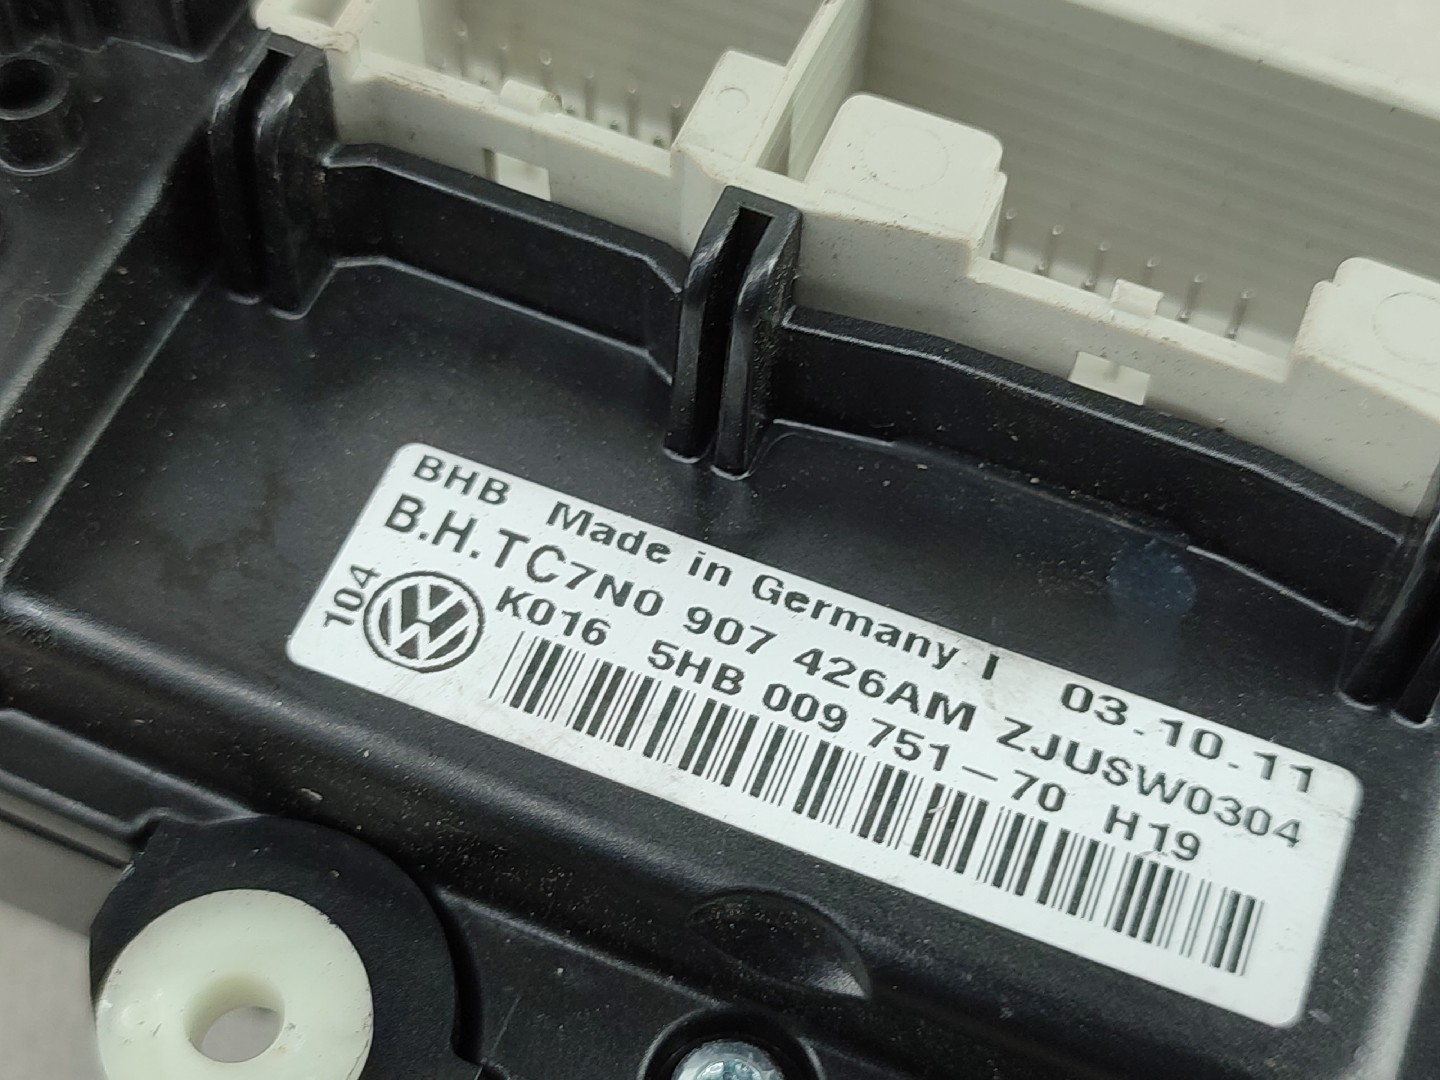 BHB Made in Germany I 03.10.11
B.H.TC7N0 907 426AM ZJUSW0304
104 K016 5HB 009 751-70 H19